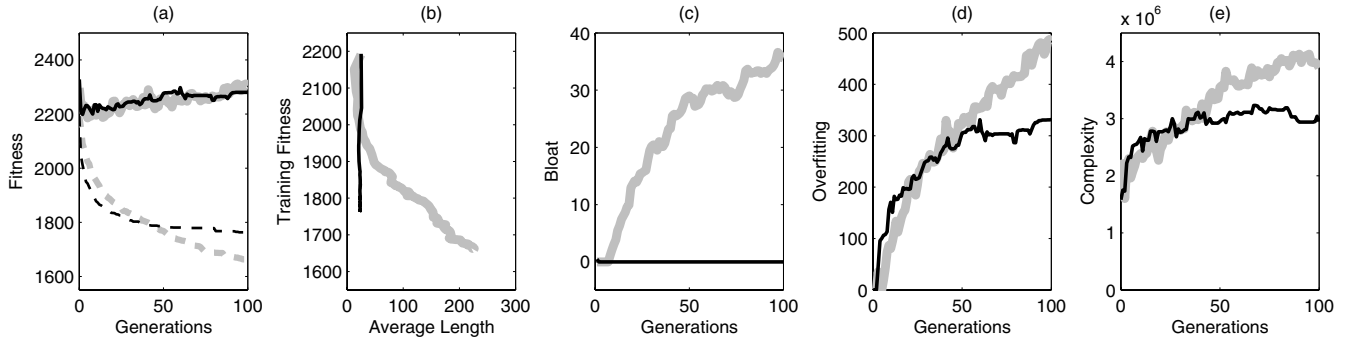 (a)
Fitness
2400
2200
2000
1800
1600
0 50 100
Generations
(b)
Training Fitness
2200
2100
2000
1900
1800
1700
1600
0 100 200 300
Average Length
(c)
Bloat
40
30
20
10
0
0 50 100
Generations
(d)
Overfitting
500
400
300
200
100
0
0 50 100
Generations
(e)
x 10⁶
Complexity
5
4
3
2
1
0
0 50 100
Generations